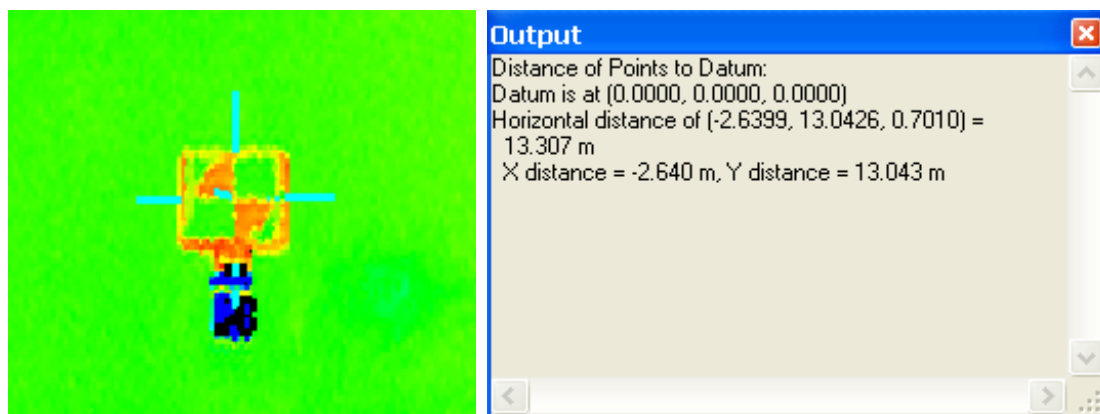 Output
Distance of Points to Datum:
Datum is at (0.0000, 0.0000, 0.0000)
Horizontal distance of (-2.6399, 13.0426, 0.7010) =
13.307 m
X distance = -2.640 m, Y distance = 13.043 m